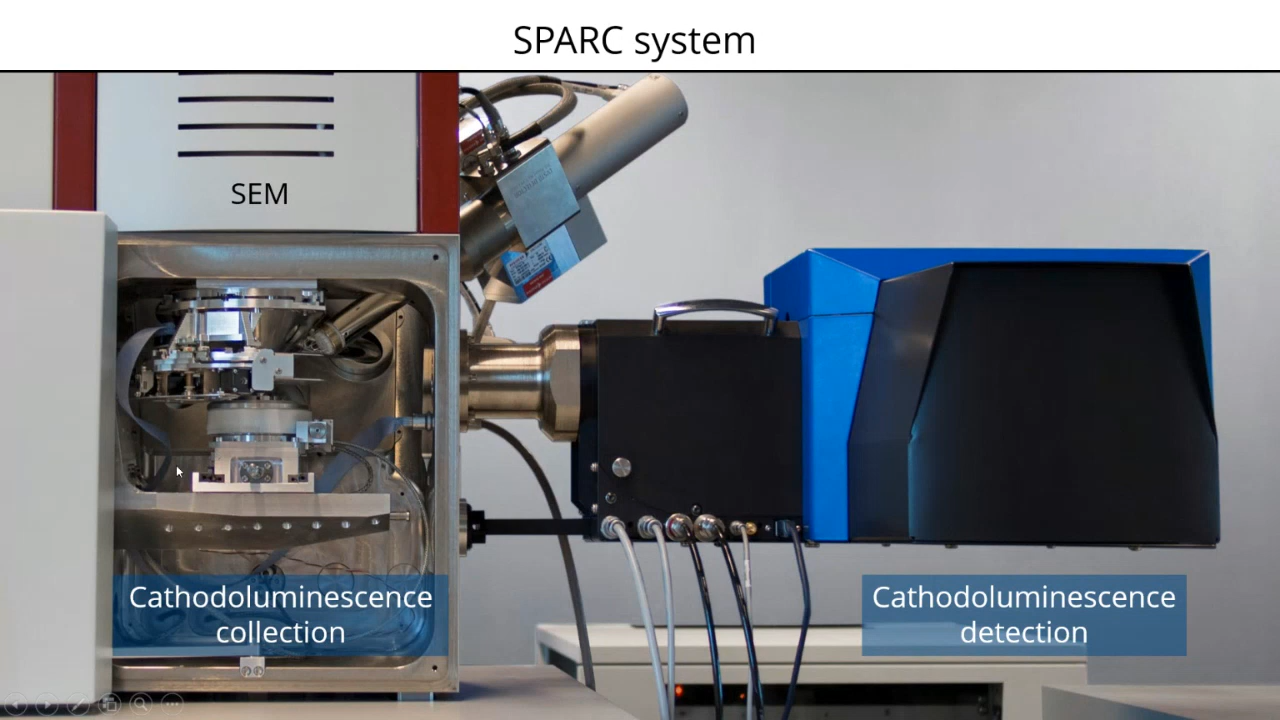 SPARC system
SEM
Cathodoluminescence
collection
Cathodoluminescence
detection